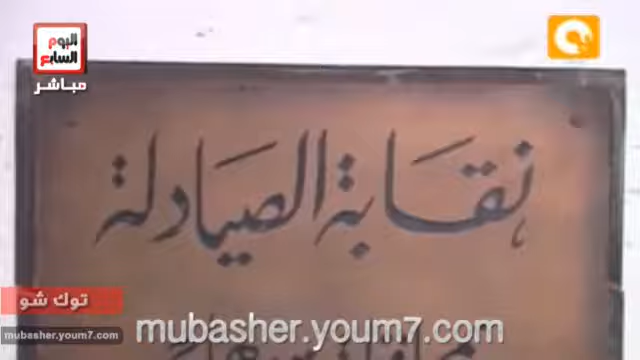 اليوم
السابع
مباشر
نقابة الصيادلة
توك شو
mubasher.youm7.com
mubasher.youm7.com